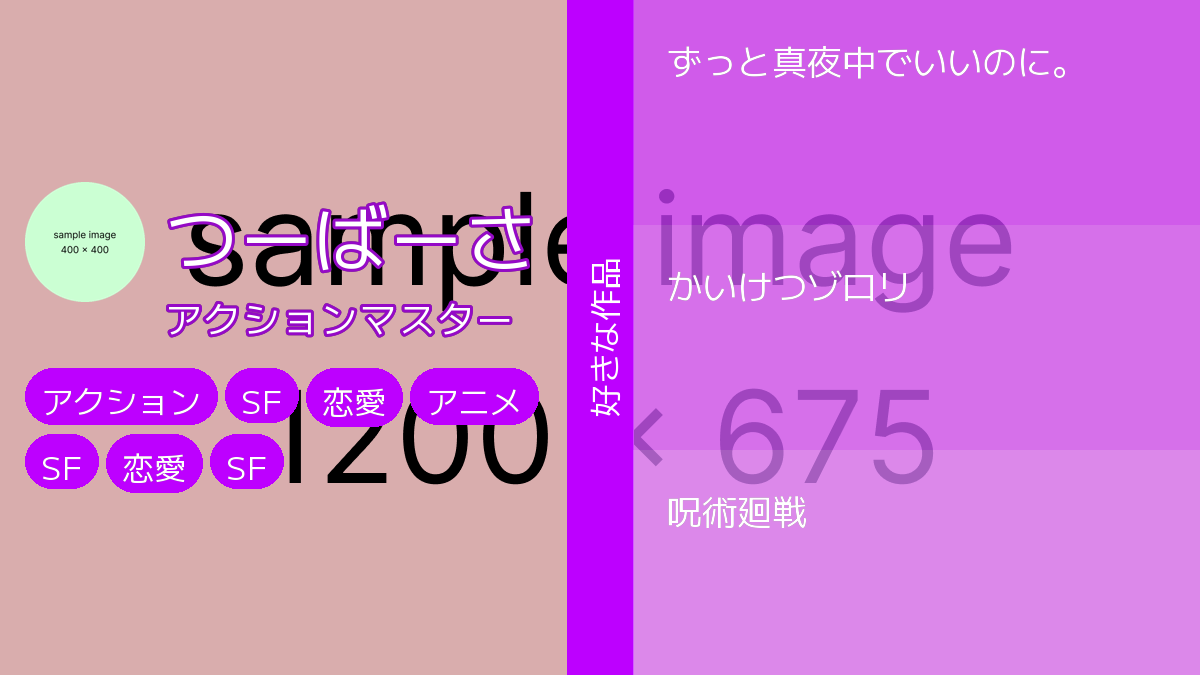 sample image
400 × 400
つーばーさ
アクションマスター
アクション
SF
恋愛
アニメ
SF
恋愛
SF
sample image
1200 × 675
好きな作品
ずっと真夜中でいいのに。
かいけつゾロリ
呪術廻戦